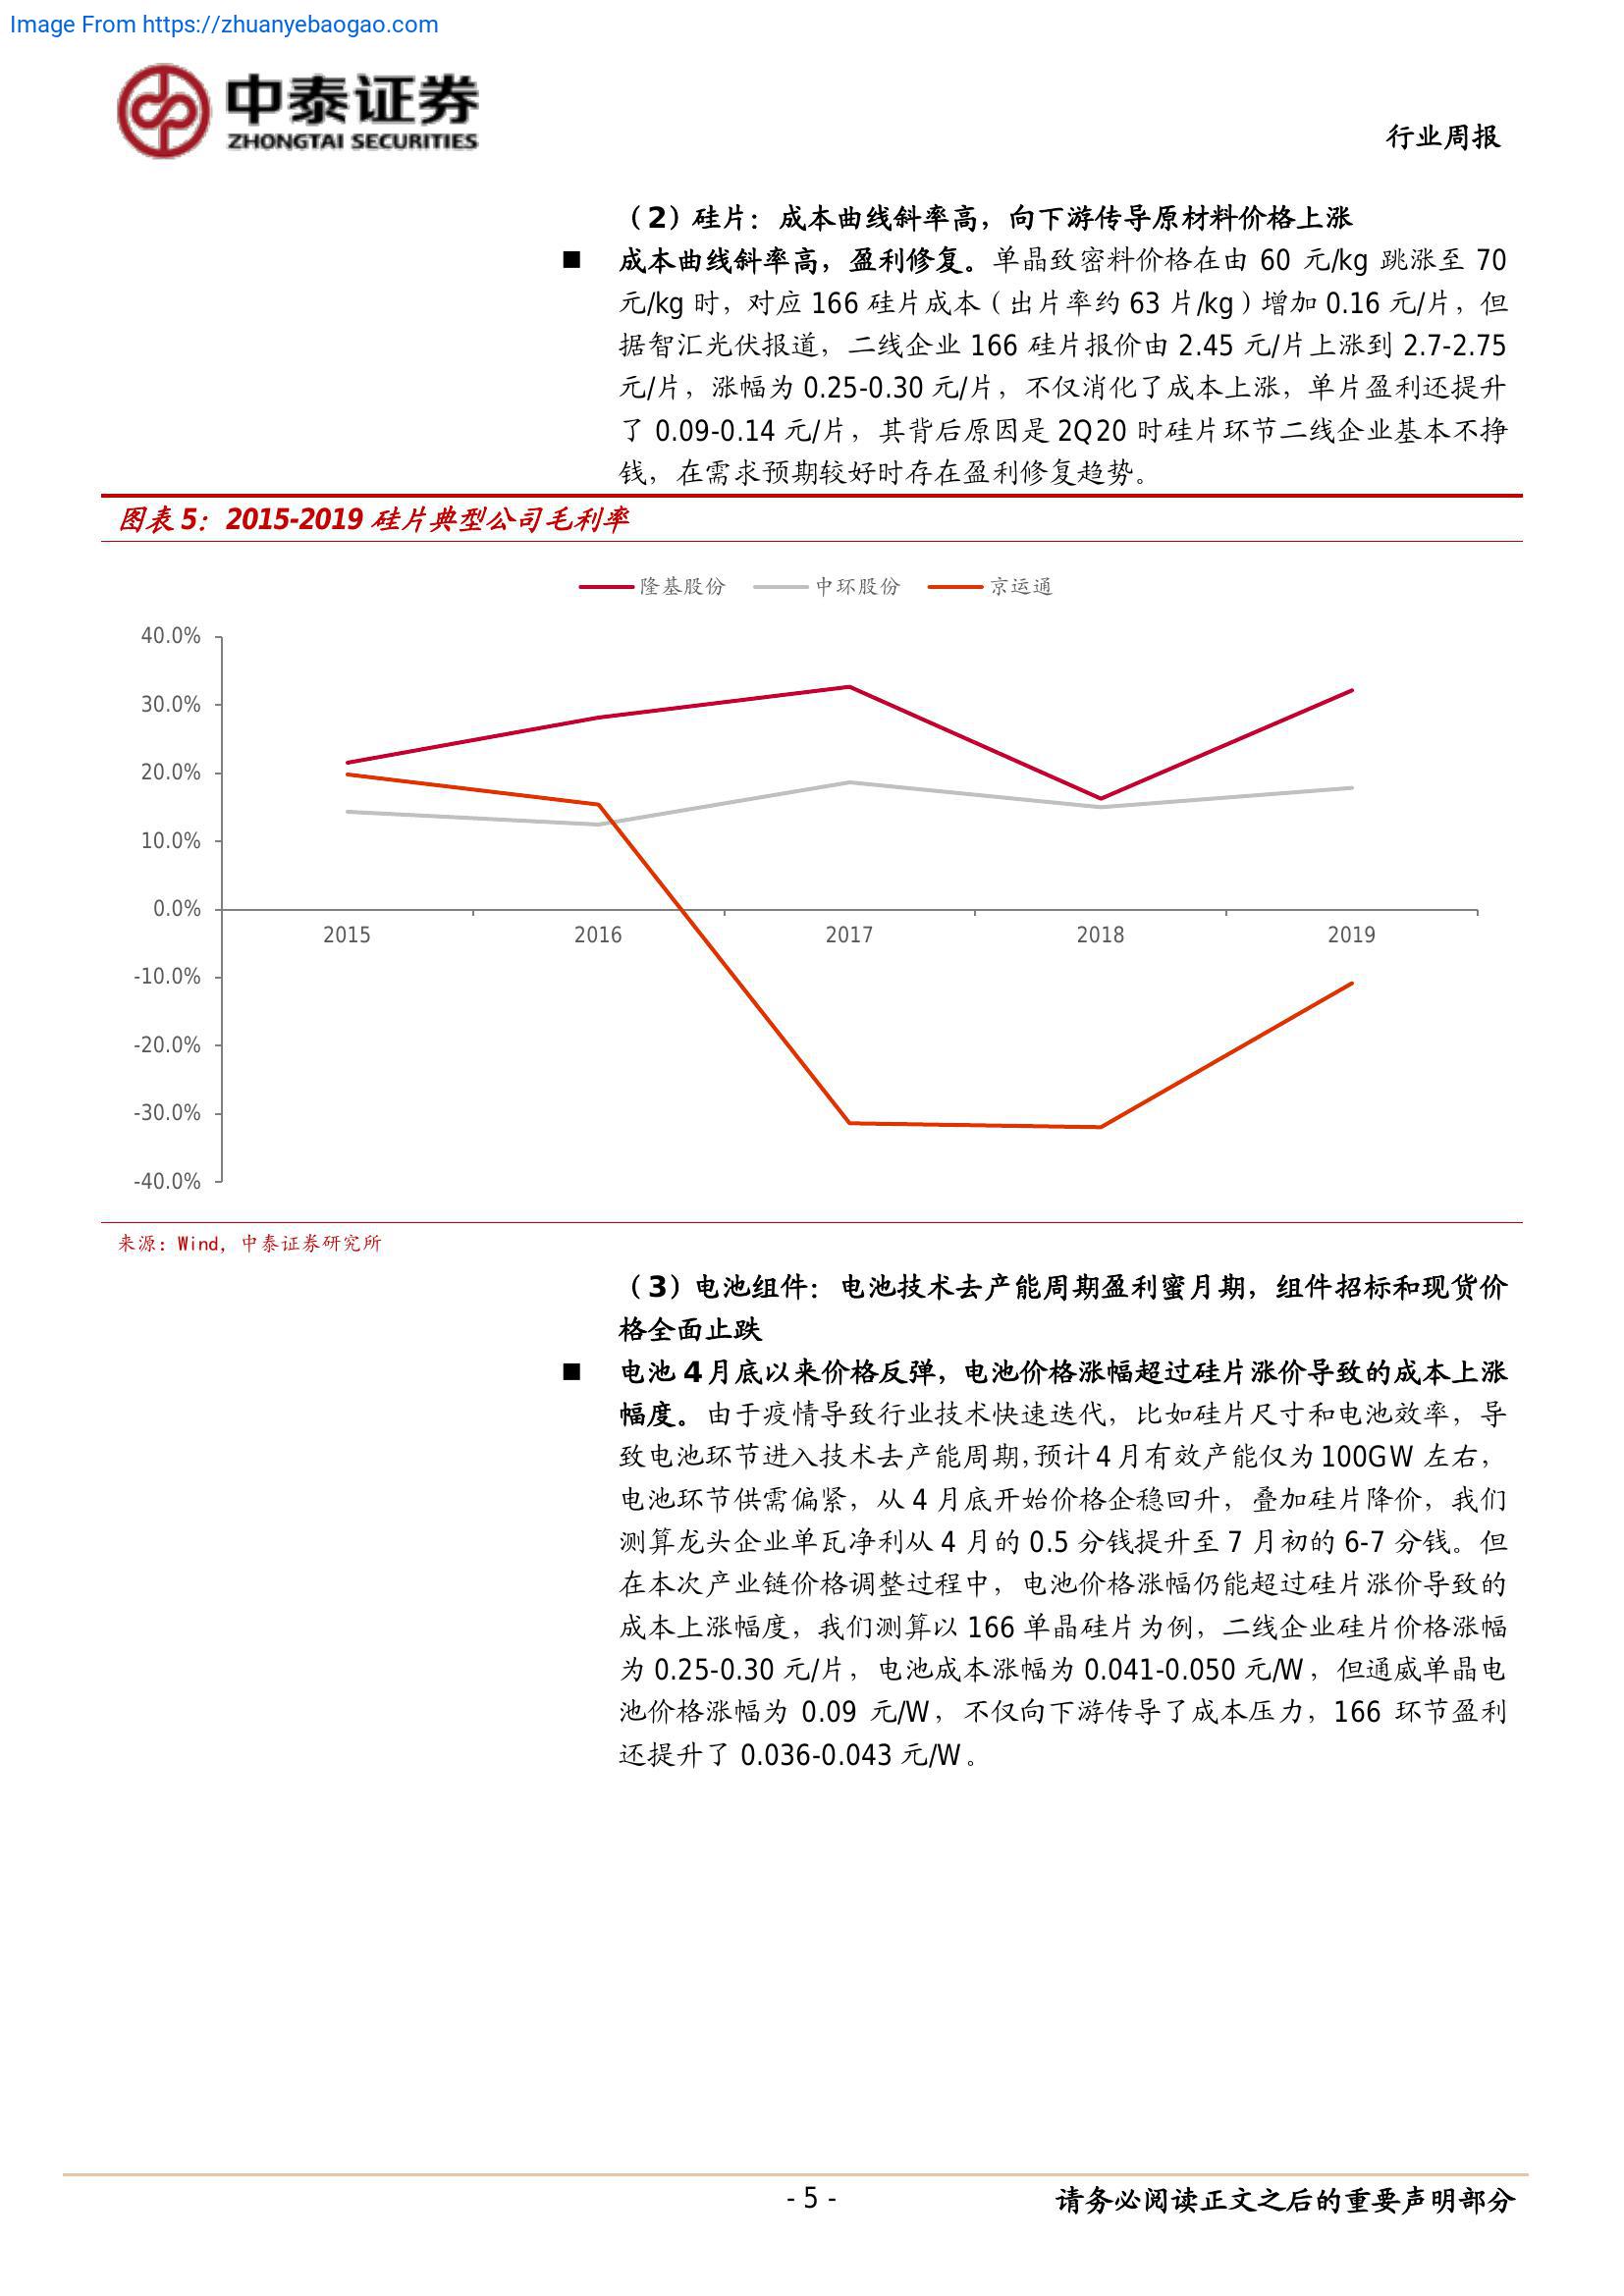 Image From https://zhuanyebaogao.com
中泰证券
ZHONGTAI SECURITIES
行业周报
（2）硅片：成本曲线斜率高，向下游传导原材料价格上涨
■ 成本曲线斜率高，盈利修复。单晶致密料价格在由 60 元/kg 跳涨至 70
元/kg 时，对应 166 硅片成本（出片率约 63 片/kg）增加 0.16 元/片，但
据智汇光伏报道，二线企业 166 硅片报价由 2.45 元/片上涨到 2.7-2.75
元/片，涨幅为 0.25-0.30 元/片，不仅消化了成本上涨，单片盈利还提升
了 0.09-0.14 元/片，其背后原因是 2Q20 时硅片环节二线企业基本不挣
钱，在需求预期较好时存在盈利修复趋势。
图表 5：2015-2019 硅片典型公司毛利率
隆基股份 中环股份 京运通
40.0%
30.0%
20.0%
10.0%
0.0%
2015 2016 2017 2018 2019
-10.0%
-20.0%
-30.0%
-40.0%
来源：Wind，中泰证券研究所
（3）电池组件：电池技术去产能周期盈利蜜月期，组件招标和现货价
格全面止跌
■ 电池 4 月底以来价格反弹，电池价格涨幅超过硅片涨价导致的成本上涨
幅度。由于疫情导致行业技术快速迭代，比如硅片尺寸和电池效率，导
致电池环节进入技术去产能周期，预计 4 月有效产能仅为 100GW 左右，
电池环节供需偏紧，从 4 月底开始价格企稳回升，叠加硅片降价，我们
测算龙头企业单瓦净利从 4 月的 0.5 分钱提升至 7 月初的 6-7 分钱。但
在本次产业链价格调整过程中，电池价格涨幅仍能超过硅片涨价导致的
成本上涨幅度，我们测算以 166 单晶硅片为例，二线企业硅片价格涨幅
为 0.25-0.30 元/片，电池成本涨幅为 0.041-0.050 元/W，但通威单晶电
池价格涨幅为 0.09 元/W，不仅向下游传导了成本压力，166 环节盈利
还提升了 0.036-0.043 元/W。
- 5 -
请务必阅读正文之后的重要声明部分